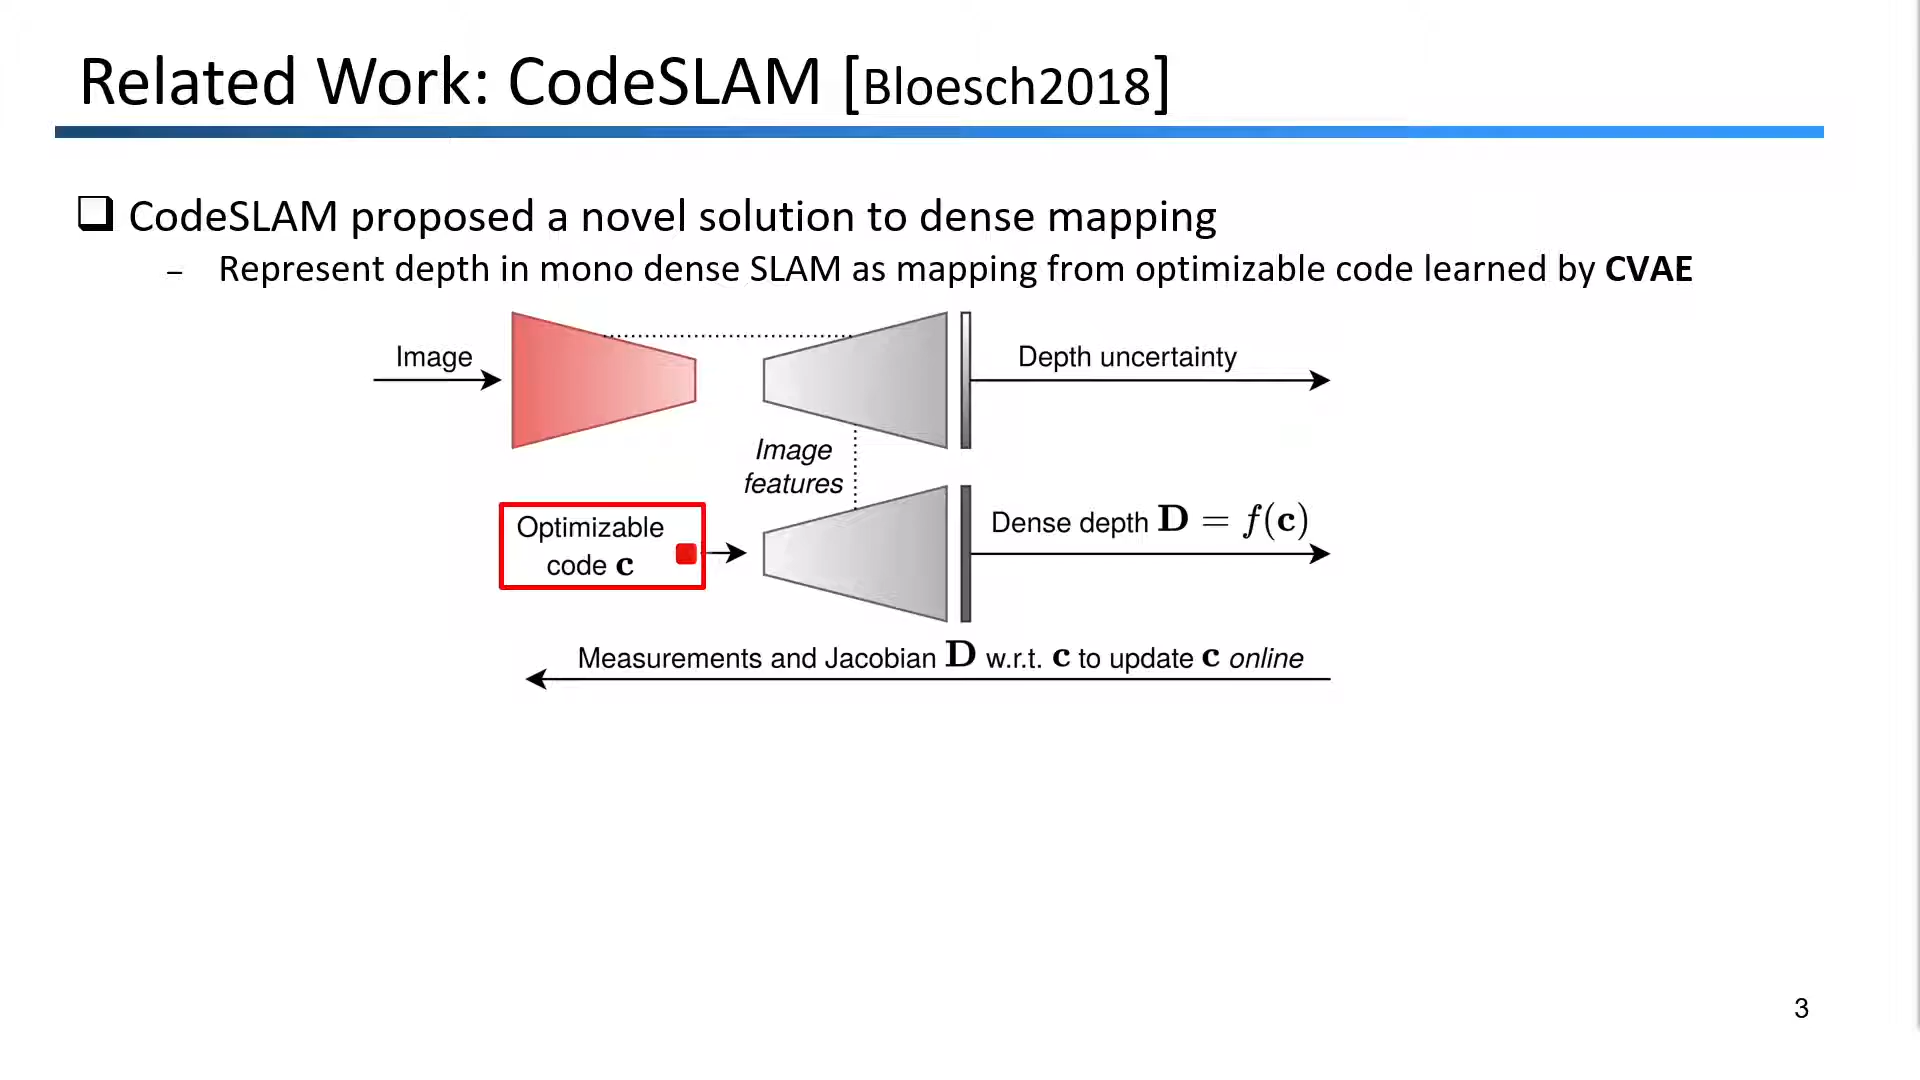 Related Work: CodeSLAM [Bloesch2018]
❑ CodeSLAM proposed a novel solution to dense mapping
– Represent depth in mono dense SLAM as mapping from optimizable code learned by CVAE
Image
Depth uncertainty
Image
features
Optimizable
code c
Dense depth D = f(c)
Measurements and Jacobian D w.r.t. c to update c online
3